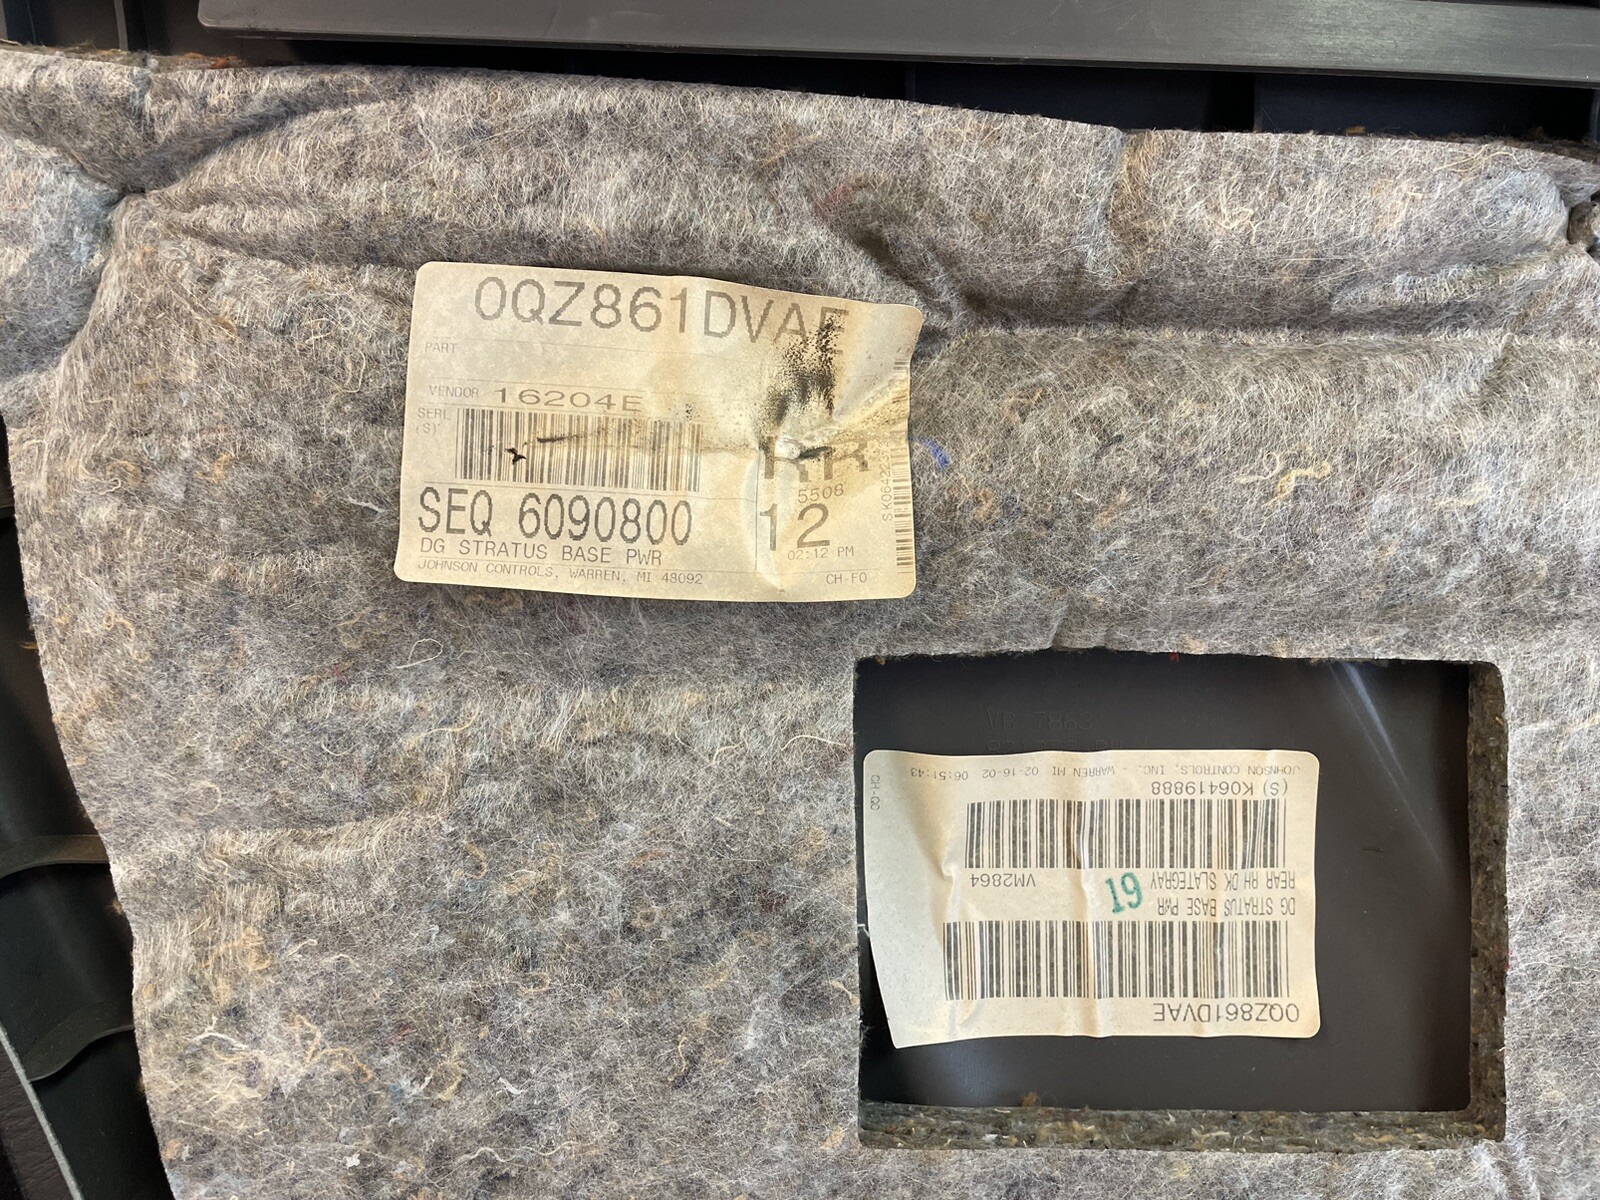 0QZ861DVAE
PART
VENDOR 16204E
SERL
(S)
RR
5508
SEQ 6090800
12
02:12 PM
DG STRATUS BASE PWR
JOHNSON CONTROLS, WARREN, MI 48092
CH-FO
0QZ861DVAE
DG STRATUS BASE PWR
REAR RH DK SLATEGRAY
19
VM2864
(S) K06419888
JOHNSON CONTROLS, INC. - WARREN MI 02-16-02 06:51:43